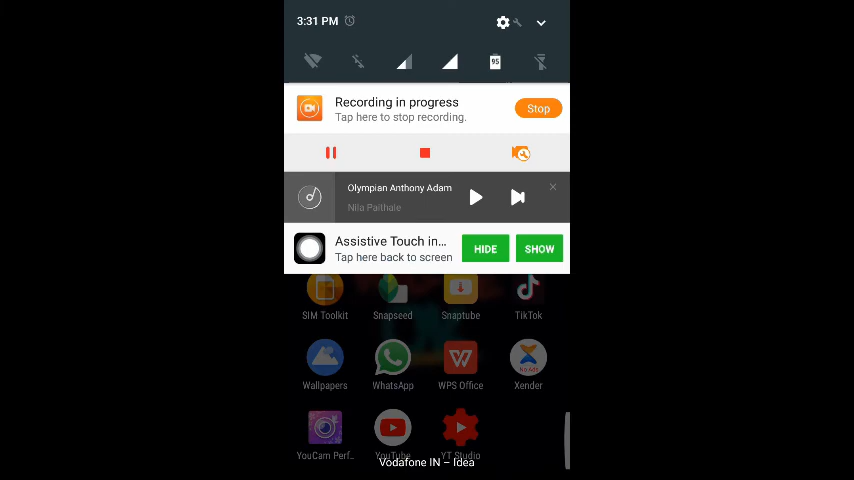 3:31 PM
95
Recording in progress
Stop
Tap here to stop recording.
Olympian Anthony Adam
Nila Paithale
Assistive Touch in...
Tap here back to screen
HIDE
SHOW
SIM Toolkit
Snapseed
Snaptube
TikTok
No Ads
Wallpapers
WhatsApp
WPS Office
Xender
YouCam Perf..
YouTube
YT Studio
Vodafone IN – Idea